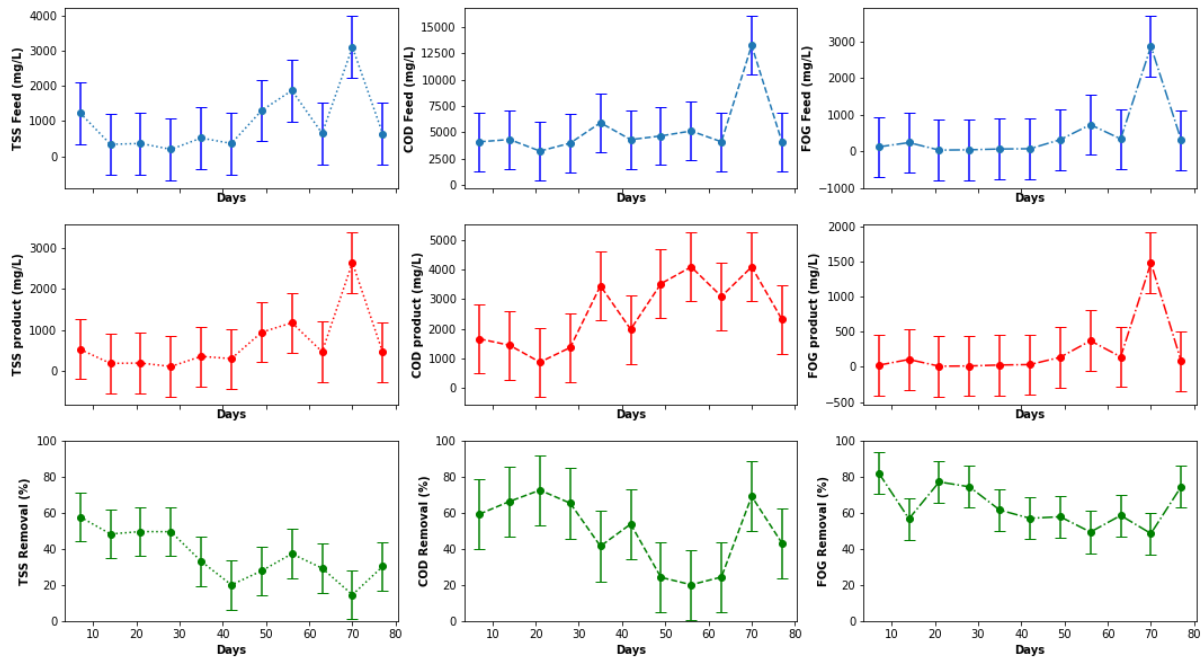 TSS Feed (mg/L)
4000
3000
2000
1000
0
Days
COD Feed (mg/L)
15000
12500
10000
7500
5000
2500
0
Days
FOG Feed (mg/L)
3000
2000
1000
0
−1000
Days
TSS product (mg/L)
3000
2000
1000
0
Days
COD product (mg/L)
5000
4000
3000
2000
1000
0
Days
FOG product (mg/L)
2000
1500
1000
500
0
−500
Days
TSS Removal (%)
100
80
60
40
20
0
10 20 30 40 50 60 70 80
Days
COD Removal (%)
100
80
60
40
20
0
10 20 30 40 50 60 70 80
Days
FOG Removal (%)
100
80
60
40
20
0
10 20 30 40 50 60 70 80
Days